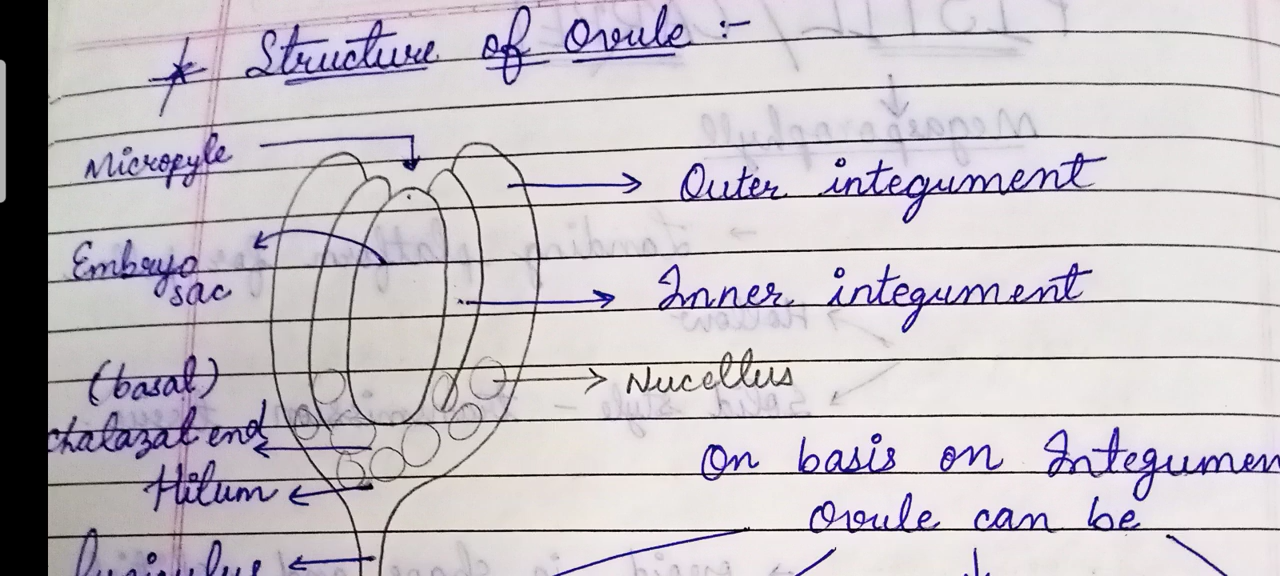 * Structure of Ovule :-
Micropyle
Outer integument
Embryo
sac
Inner integument
(basal)
Nucellus
chalazal end
On basis on Integumen
Hilum
Ovule can be